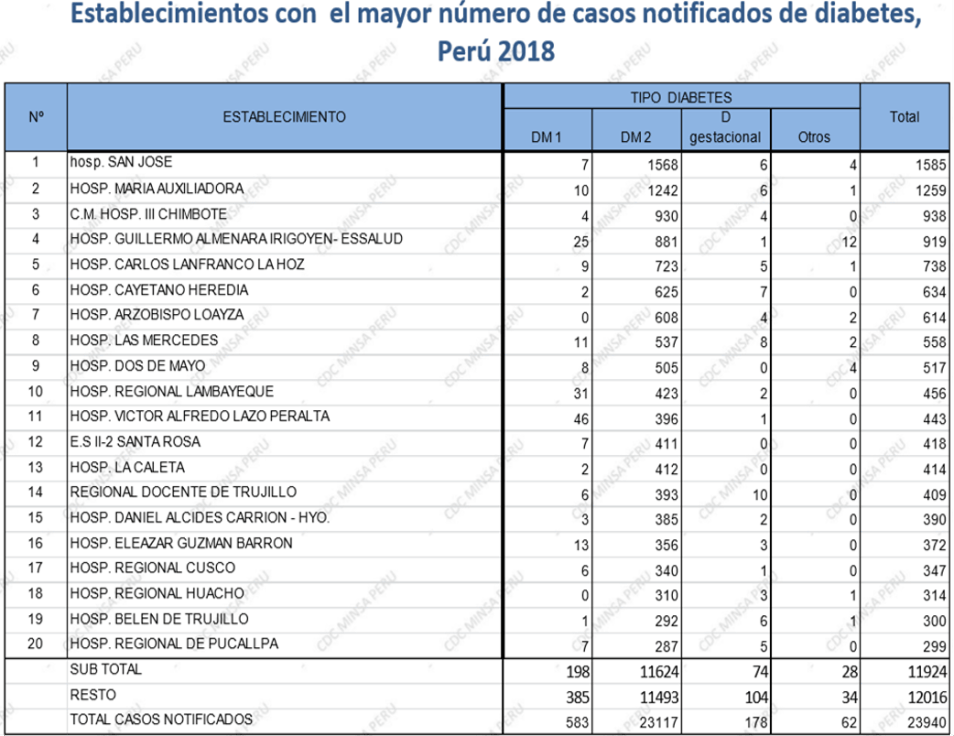 Establecimientos con el mayor número de casos notificados de diabetes,
Perú 2018
Nº ESTABLECIMIENTO TIPO DIABETES Total
DM 1 DM 2 D gestacional Otros
1 hosp. SAN JOSE 7 1568 6 4 1585
2 HOSP. MARIA AUXILIADORA 10 1242 6 1 1259
3 C.M. HOSP. III CHIMBOTE 4 930 4 0 938
4 HOSP. GUILLERMO ALMENARA IRIGOYEN- ESSALUD 25 881 1 12 919
5 HOSP. CARLOS LANFRANCO LA HOZ 9 723 5 1 738
6 HOSP. CAYETANO HEREDIA 2 625 7 0 634
7 HOSP. ARZOBISPO LOAYZA 0 608 4 2 614
8 HOSP. LAS MERCEDES 11 537 8 2 558
9 HOSP. DOS DE MAYO 8 505 0 4 517
10 HOSP. REGIONAL LAMBAYEQUE 31 423 2 0 456
11 HOSP. VICTOR ALFREDO LAZO PERALTA 46 396 1 0 443
12 E.S II-2 SANTA ROSA 7 411 0 0 418
13 HOSP. LA CALETA 2 412 0 0 414
14 REGIONAL DOCENTE DE TRUJILLO 6 393 10 0 409
15 HOSP. DANIEL ALCIDES CARRION - HYO. 3 385 2 0 390
16 HOSP. ELEAZAR GUZMAN BARRON 13 356 3 0 372
17 HOSP. REGIONAL CUSCO 6 340 1 0 347
18 HOSP. REGIONAL HUACHO 0 310 3 1 314
19 HOSP. BELEN DE TRUJILLO 1 292 6 1 300
20 HOSP. REGIONAL DE PUCALLPA 7 287 5 0 299
SUB TOTAL 198 11624 74 28 11924
RESTO 385 11493 104 34 12016
TOTAL CASOS NOTIFICADOS 583 23117 178 62 23940
CDC MINSA PERU